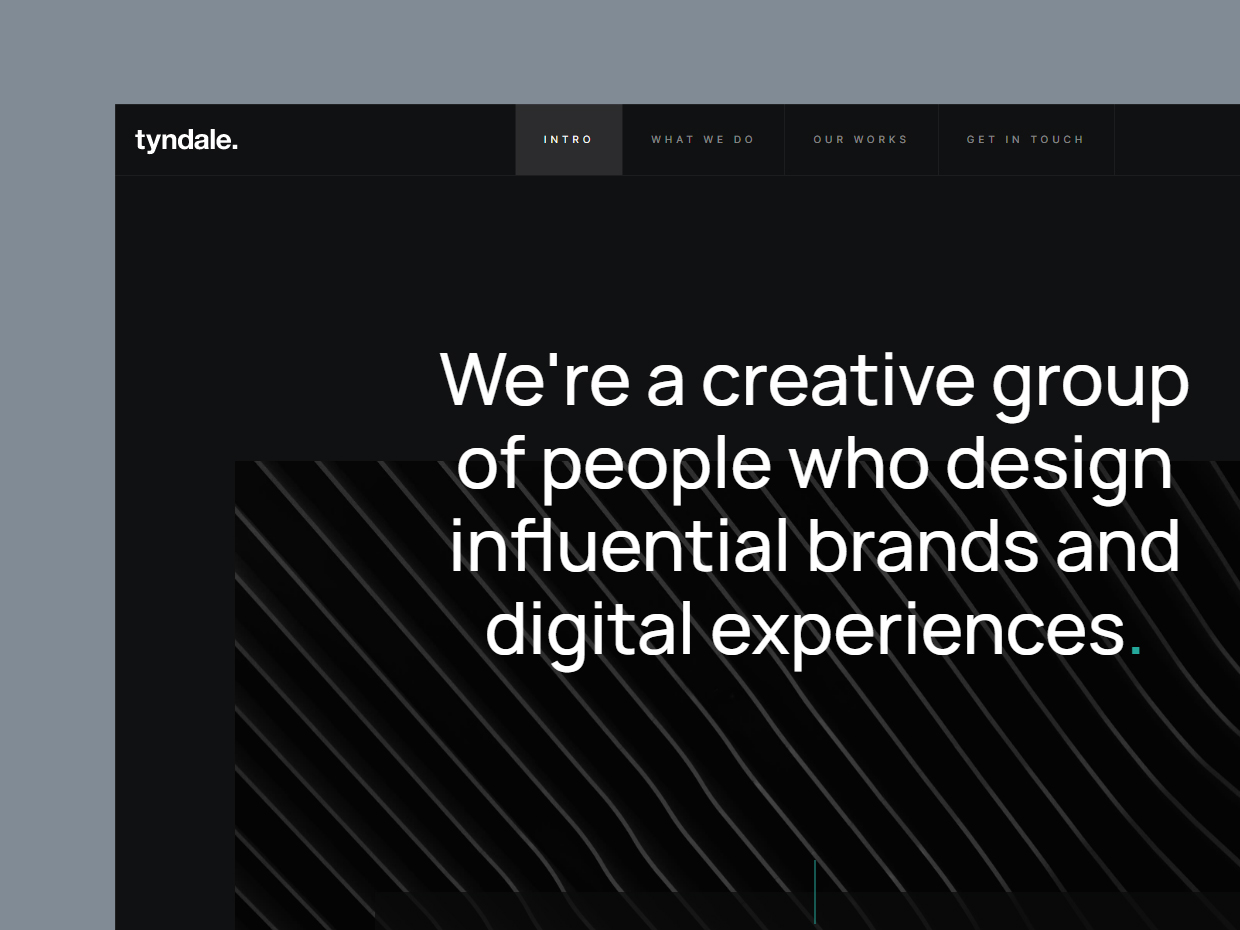 tyndale.
INTRO
WHAT WE DO
OUR WORKS
GET IN TOUCH
We're a creative group
of people who design
influential brands and
digital experiences.